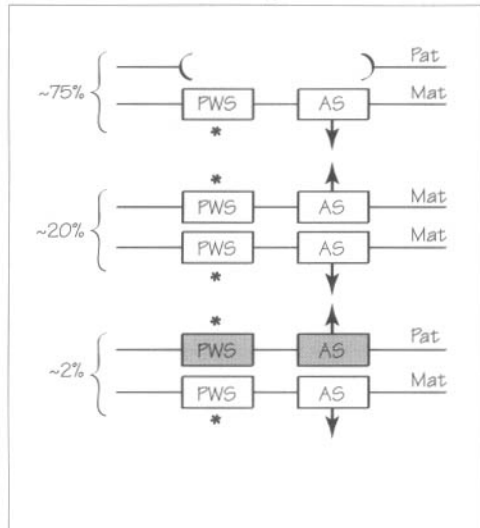 Pat
~75%
PWS AS Mat
*
*
PWS AS Mat
~20%
PWS AS Mat
*
*
PWS AS Pat
~2%
PWS AS Mat
*